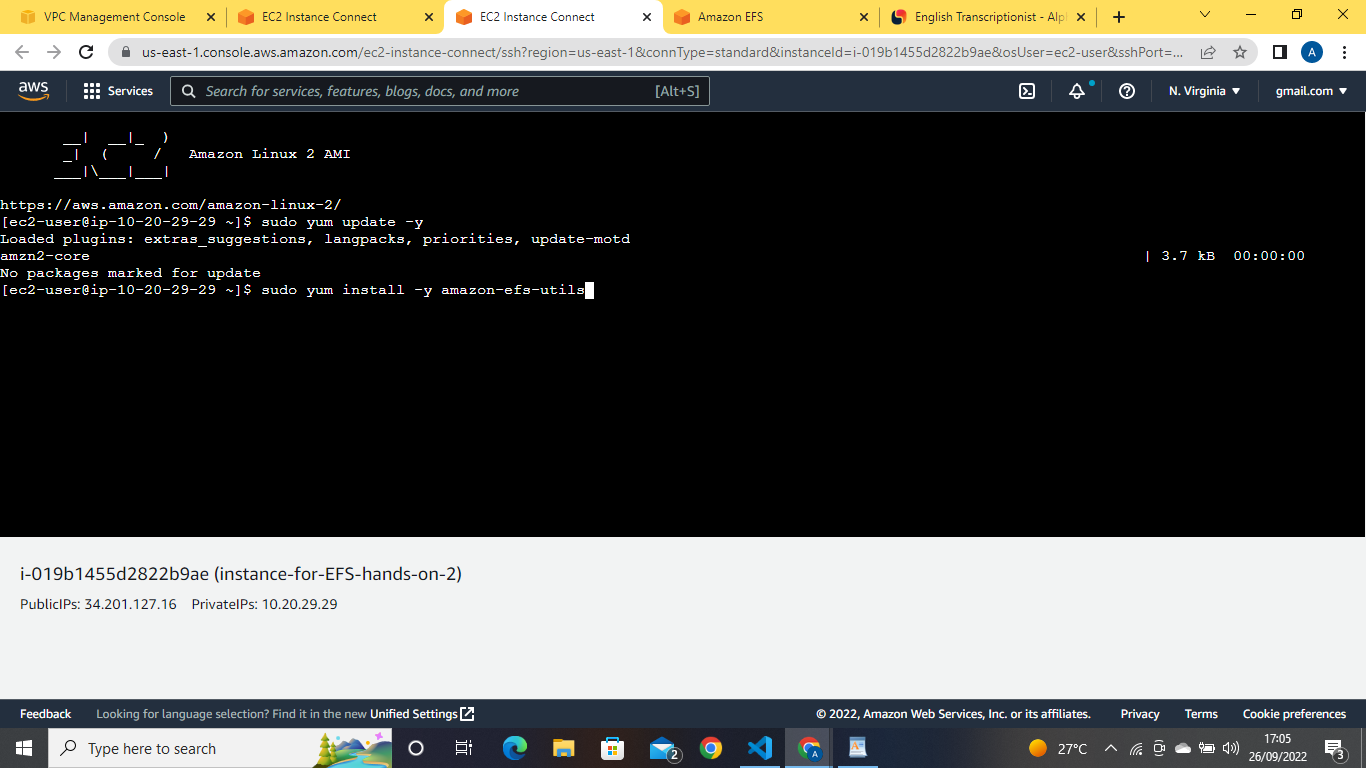 VPC Management Console
EC2 Instance Connect
EC2 Instance Connect
Amazon EFS
English Transcriptionist - Alp
us-east-1.console.aws.amazon.com/ec2-instance-connect/ssh?region=us-east-1&connType=standard&instanceId=i-019b1455d2822b9ae&osUser=ec2-user&sshPort=...
A
aws
Services
Search for services, features, blogs, docs, and more
[Alt+S]
N. Virginia
gmail.com
       __|  __|_  )
       _|  (     /   Amazon Linux 2 AMI
      ___|\___|___|
https://aws.amazon.com/amazon-linux-2/
[ec2-user@ip-10-20-29-29 ~]$ sudo yum update -y
Loaded plugins: extras_suggestions, langpacks, priorities, update-motd
amzn2-core | 3.7 kB 00:00:00
No packages marked for update
[ec2-user@ip-10-20-29-29 ~]$ sudo yum install -y amazon-efs-utils
i-019b1455d2822b9ae (instance-for-EFS-hands-on-2)
PublicIPs: 34.201.127.16 PrivateIPs: 10.20.29.29
Feedback
Looking for language selection? Find it in the new Unified Settings
© 2022, Amazon Web Services, Inc. or its affiliates.
Privacy
Terms
Cookie preferences
Type here to search
2
A
27°C
17:05
26/09/2022
3